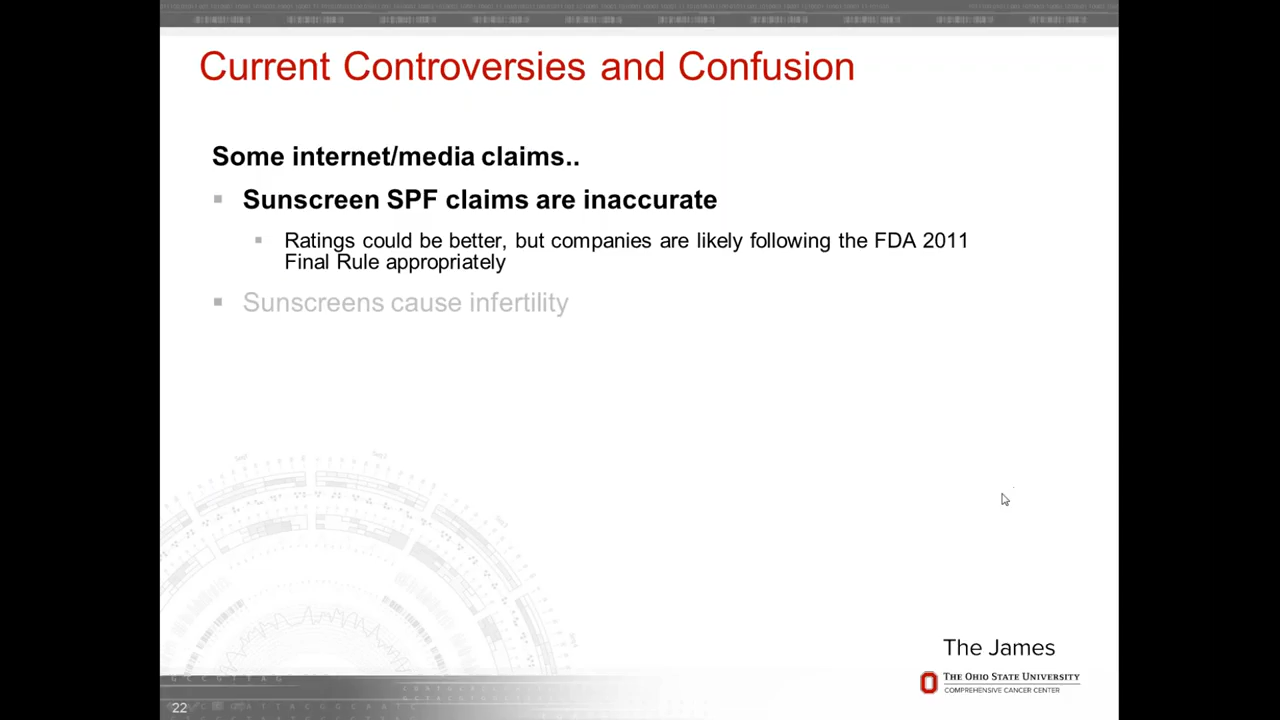 Current Controversies and Confusion
Some internet/media claims..
Sunscreen SPF claims are inaccurate
Ratings could be better, but companies are likely following the FDA 2011
Final Rule appropriately
Sunscreens cause infertility
The James
THE OHIO STATE UNIVERSITY
COMPREHENSIVE CANCER CENTER
22